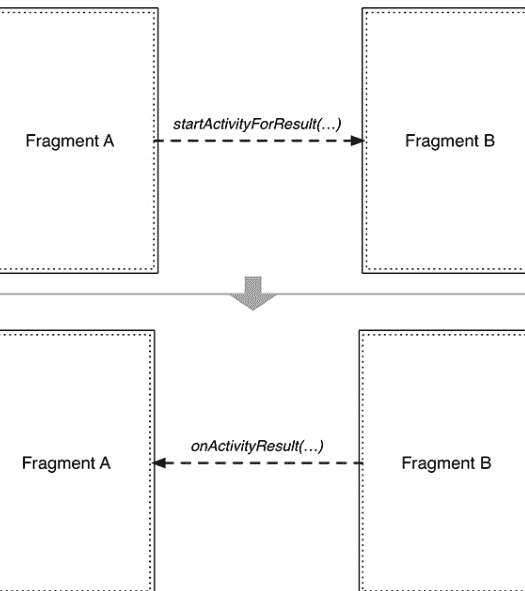 startActivityForResult(…)
Fragment A
Fragment B
onActivityResult(…)
Fragment A
Fragment B